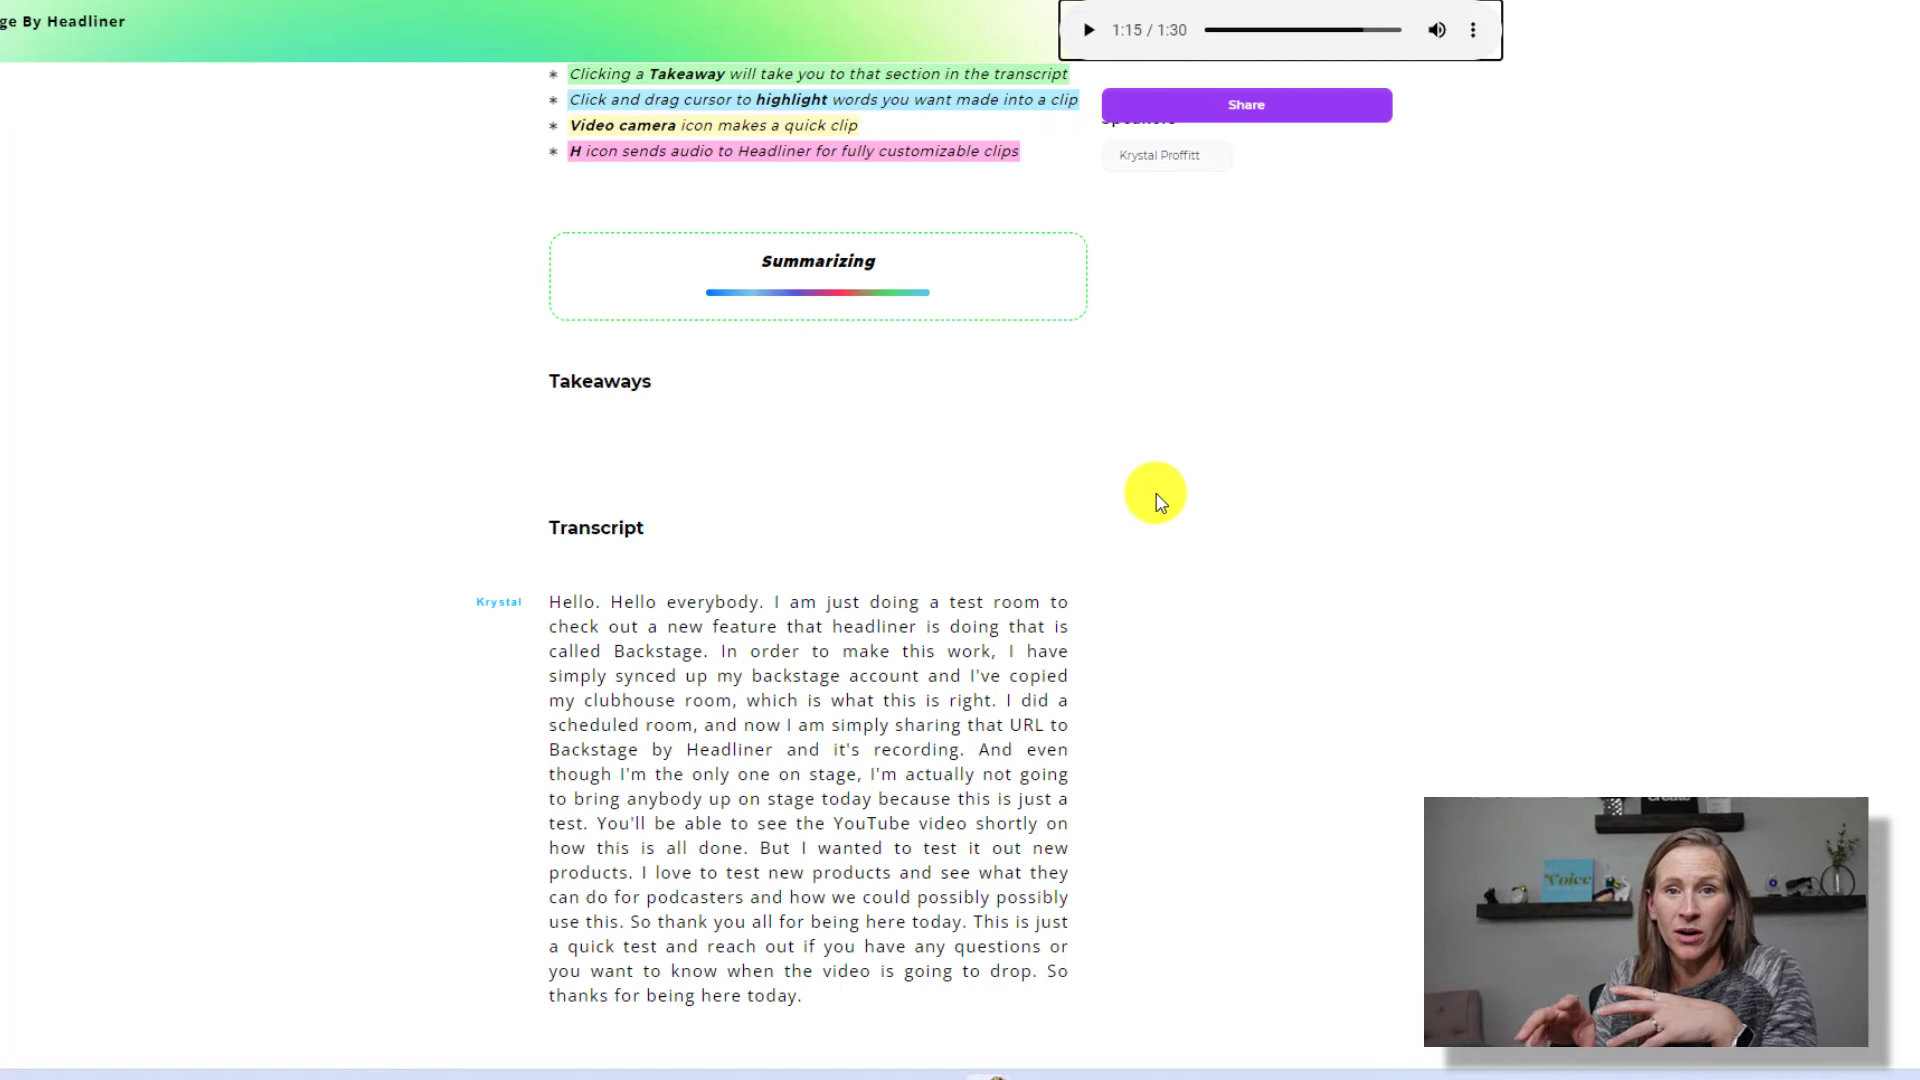 ge By Headliner
1:15 / 1:30
* Clicking a Takeaway will take you to that section in the transcript
* Click and drag cursor to highlight words you want made into a clip
* Video camera icon makes a quick clip
* H icon sends audio to Headliner for fully customizable clips
Share
Speakers
Krystal Proffitt
Summarizing
Takeaways
Transcript
Krystal
Hello. Hello everybody. I am just doing a test room to
check out a new feature that headliner is doing that is
called Backstage. In order to make this work, I have
simply synced up my backstage account and I've copied
my clubhouse room, which is what this is right. I did a
scheduled room, and now I am simply sharing that URL to
Backstage by Headliner and it's recording. And even
though I'm the only one on stage, I'm actually not going
to bring anybody up on stage today because this is just a
test. You'll be able to see the YouTube video shortly on
how this is all done. But I wanted to test it out new
products. I love to test new products and see what they
can do for podcasters and how we could possibly possibly
use this. So thank you all for being here today. This is just
a quick test and reach out if you have any questions or
you want to know when the video is going to drop. So
thanks for being here today.
create
Voice